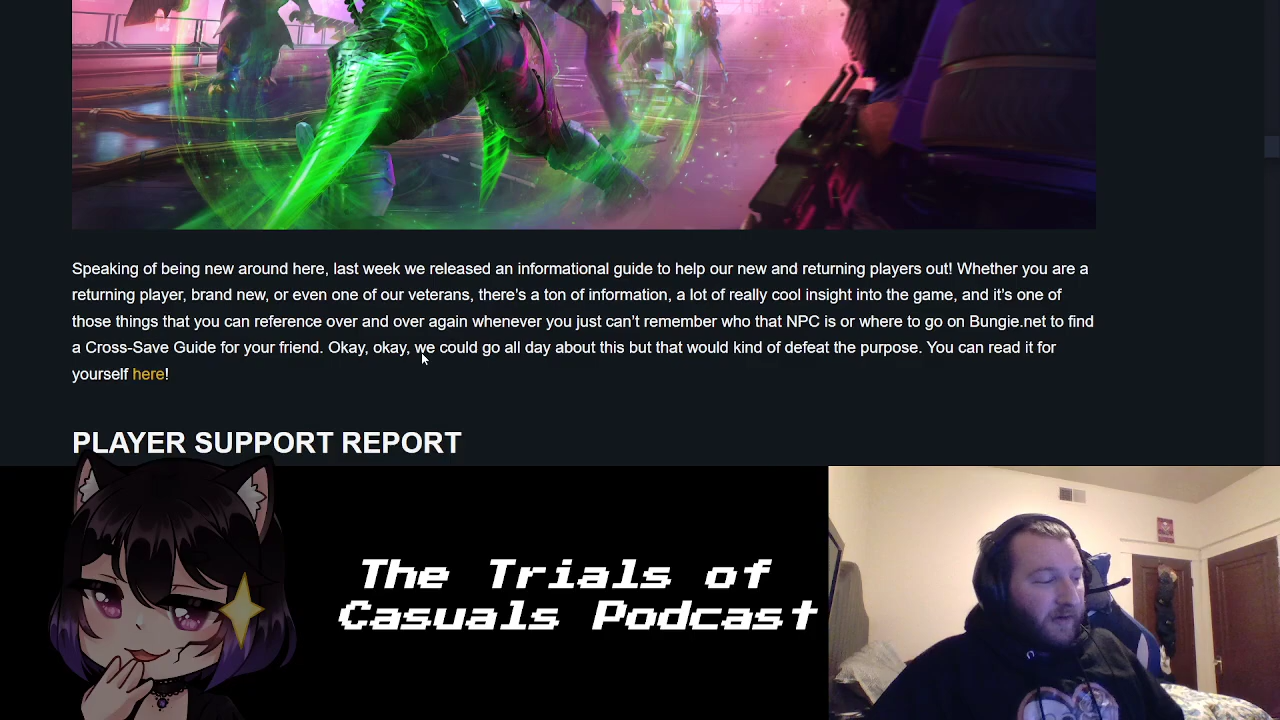 Speaking of being new around here, last week we released an informational guide to help our new and returning players out! Whether you are a
returning player, brand new, or even one of our veterans, there's a ton of information, a lot of really cool insight into the game, and it's one of
those things that you can reference over and over again whenever you just can't remember who that NPC is or where to go on Bungie.net to find
a Cross-Save Guide for your friend. Okay, okay, we could go all day about this but that would kind of defeat the purpose. You can read it for
yourself here!
PLAYER SUPPORT REPORT
The Trials of
Casuals Podcast